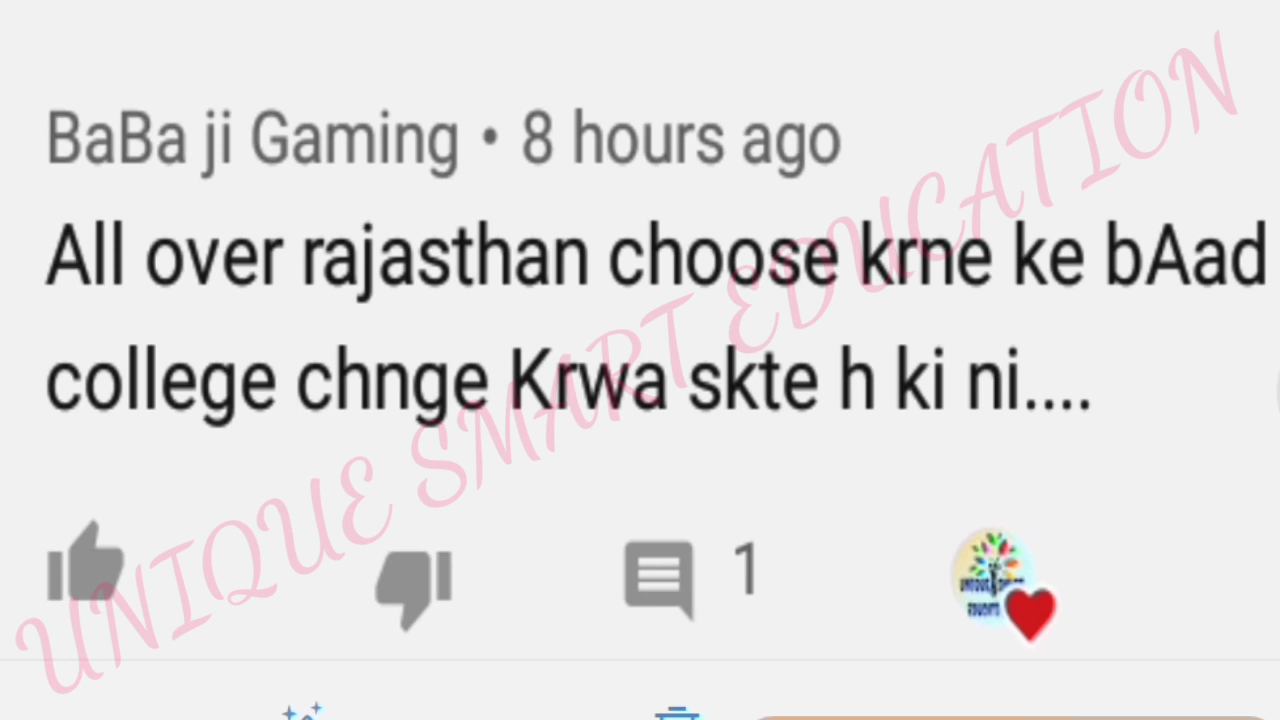 BaBa ji Gaming • 8 hours ago
All over rajasthan choose krne ke bAad
college chnge Krwa skte h ki ni....
1
UNIQUE SMART EDUCATION